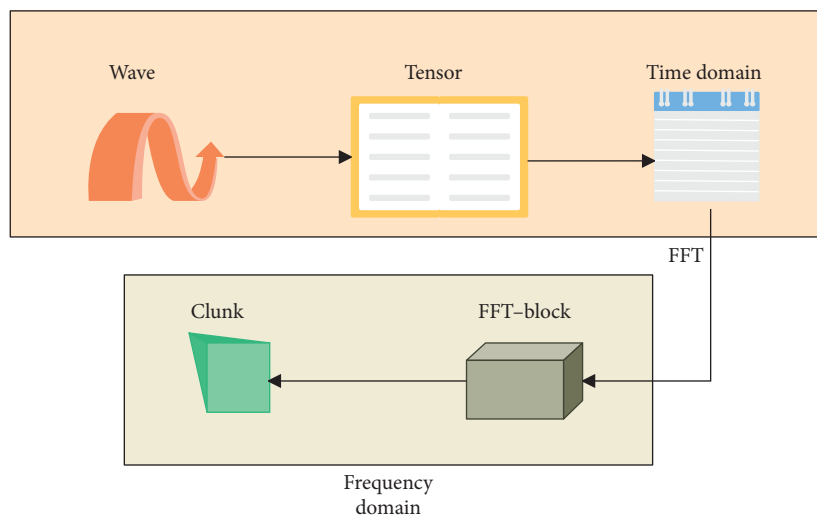 Wave
Tensor
Time domain
FFT
Clunk
FFT–block
Frequency
domain